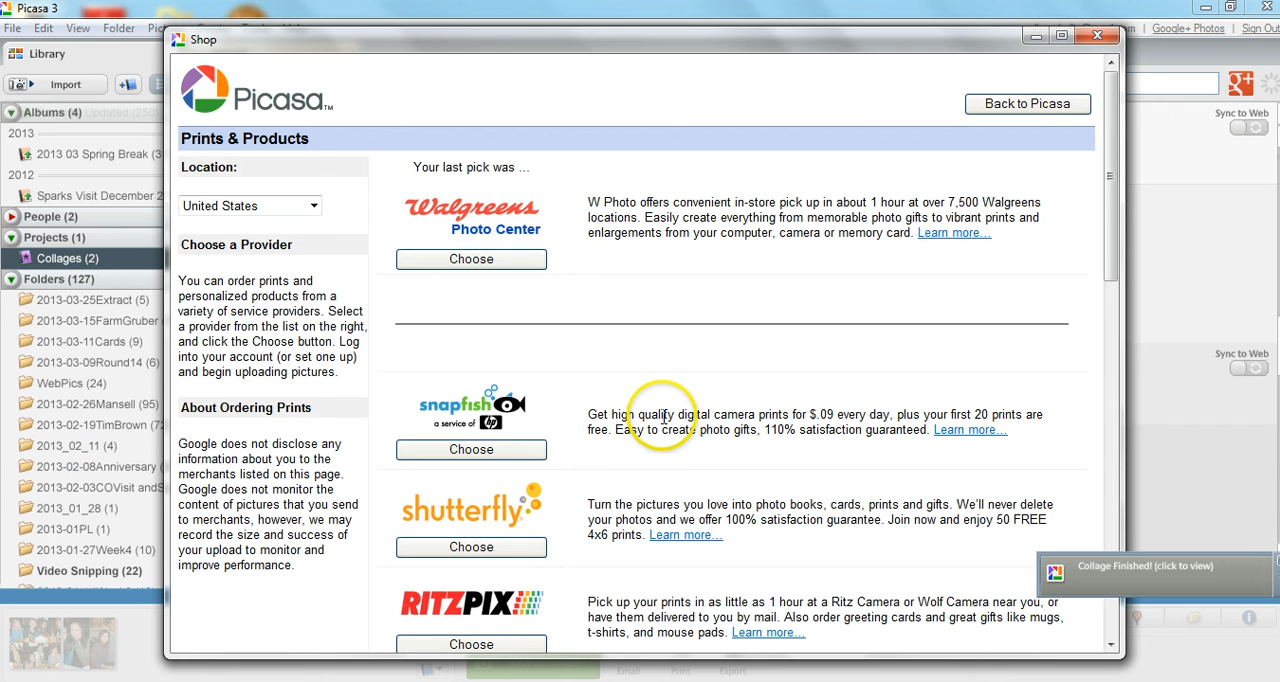 Picasa 3
File Edit View Folder
Google+ Photos
Sign Out
Library
Import
Albums (4) Updated (250)
2013
2013 03 Spring Break (3
2012
Sparks Visit December 2
People (2)
Projects (1)
Collages (2)
Folders (127)
2013-03-25Extract (5)
2013-03-15FarmGruber
2013-03-11Cards (9)
2013-03-09Round14 (6)
WebPics (24)
2013-02-26Mansell (95)
2013-02-19TimBrown (72
2013_02_11 (4)
2013-02-08Anniversary
2013-02-03COVisit andS
2013_01_28 (1)
2013-01PL (1)
2013-01-27Week4 (10)
Video Snipping (22)
Shop
Picasa™
Back to Picasa
Prints & Products
Location:
United States
Choose a Provider
You can order prints and
personalized products from a
variety of service providers. Select
a provider from the list on the right,
and click the Choose button. Log
into your account (or set one up)
and begin uploading pictures.
About Ordering Prints
Google does not disclose any
information about you to the
merchants listed on this page.
Google does not monitor the
content of pictures that you send
to merchants, however, we may
record the size and success of
your upload to monitor and
improve performance.
Your last pick was ...
Walgreens
Photo Center
Choose
W Photo offers convenient in-store pick up in about 1 hour at over 7,500 Walgreens
locations. Easily create everything from memorable photo gifts to vibrant prints and
enlargements from your computer, camera or memory card. Learn more...
snapfish
a service of hp
Choose
Get high quality digital camera prints for $.09 every day, plus your first 20 prints are
free. Easy to create photo gifts, 110% satisfaction guaranteed. Learn more...
shutterfly
Choose
Turn the pictures you love into photo books, cards, prints and gifts. We'll never delete
your photos and we offer 100% satisfaction guarantee. Join now and enjoy 50 FREE
4x6 prints. Learn more...
RITZPIX
Choose
Pick up your prints in as little as 1 hour at a Ritz Camera or Wolf Camera near you, or
have them delivered to you by mail. Also order greeting cards and great gifts like mugs,
t-shirts, and mouse pads. Learn more...
Sync to Web
Sync to Web
Collage Finished! (click to view)
Email
Print
Export